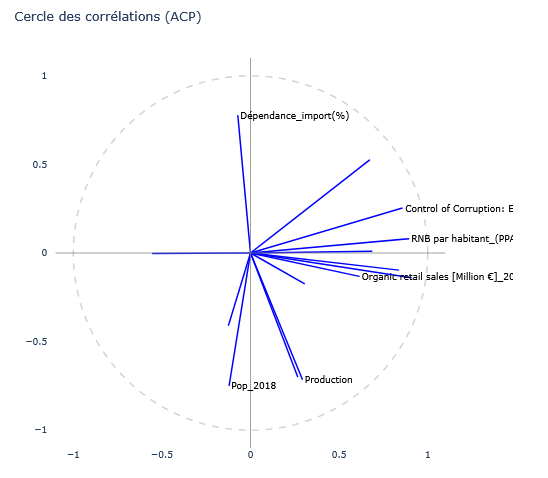 Cercle des corrélations (ACP)
1
Dépendance_import(%)
0.5
Control of Corruption: E
RNB par habitant_(PPA
0
Organic retail sales [Million €]_20
−0.5
Production
Pop_2018
−1
−1
−0.5
0
0.5
1